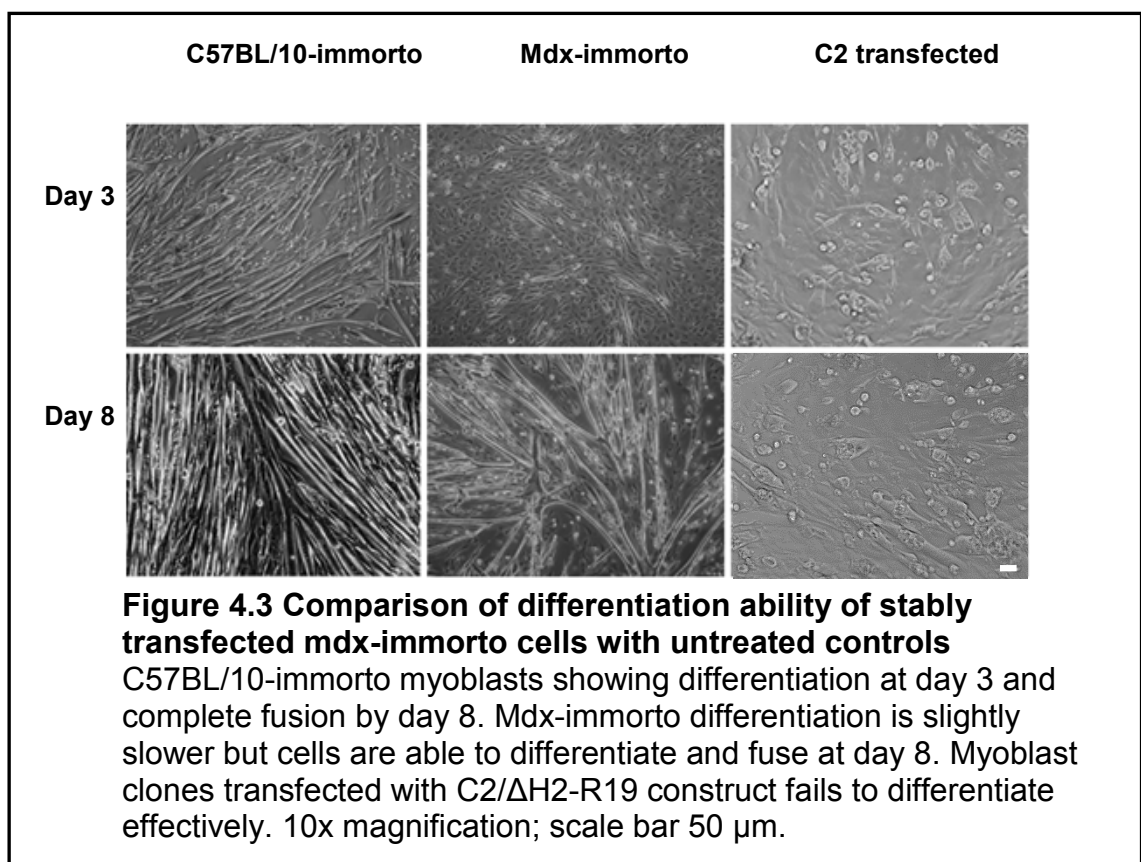 C57BL/10-immorto Mdx-immorto C2 transfected
Day 3
Day 8
Figure 4.3 Comparison of differentiation ability of stably
transfected mdx-immorto cells with untreated controls
C57BL/10-immorto myoblasts showing differentiation at day 3 and
complete fusion by day 8. Mdx-immorto differentiation is slightly
slower but cells are able to differentiate and fuse at day 8. Myoblast
clones transfected with C2/ΔH2-R19 construct fails to differentiate
effectively. 10x magnification; scale bar 50 μm.